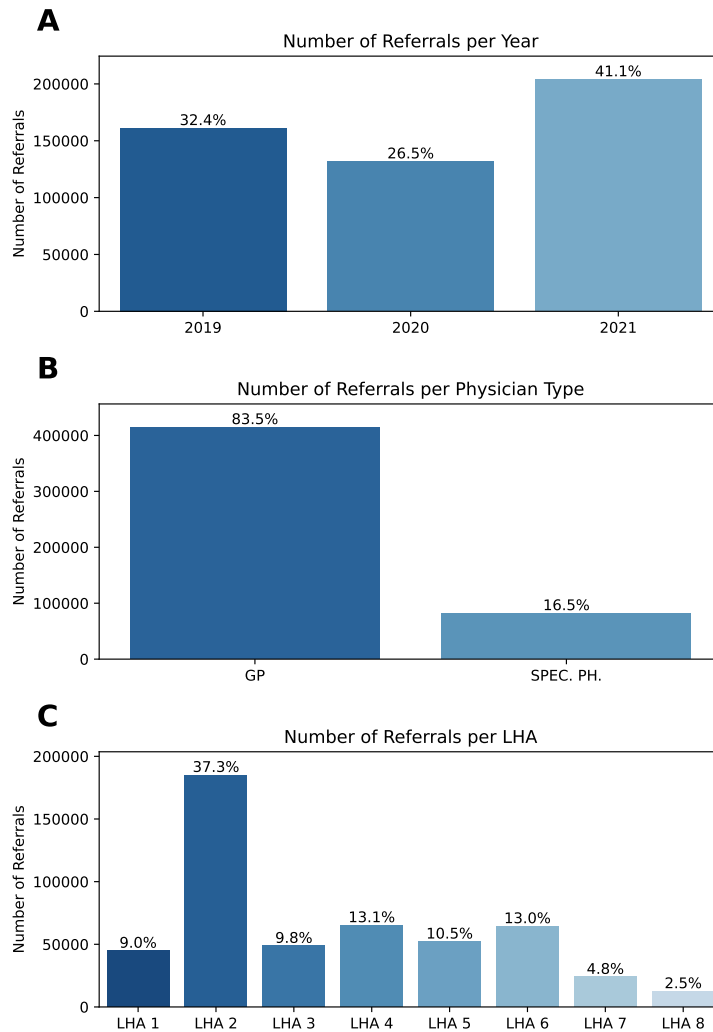 A
Number of Referrals per Year
Number of Referrals
200000
150000
100000
50000
0
32.4%
26.5%
41.1%
2019
2020
2021
B
Number of Referrals per Physician Type
Number of Referrals
400000
300000
200000
100000
0
83.5%
16.5%
GP
SPEC. PH.
C
Number of Referrals per LHA
Number of Referrals
200000
150000
100000
50000
0
9.0%
37.3%
9.8%
13.1%
10.5%
13.0%
4.8%
2.5%
LHA 1
LHA 2
LHA 3
LHA 4
LHA 5
LHA 6
LHA 7
LHA 8